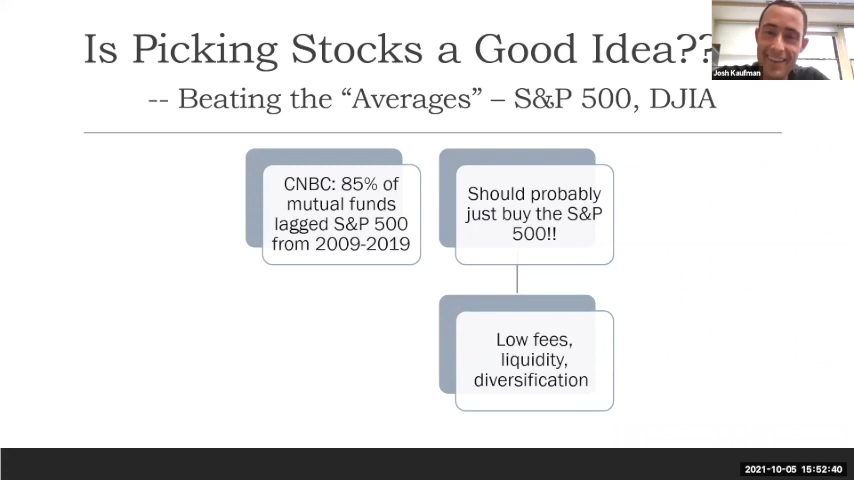 Is Picking Stocks a Good Idea??
-- Beating the “Averages” – S&P 500, DJIA
Josh Kaufman
CNBC: 85% of
mutual funds
lagged S&P 500
from 2009-2019
Should probably
just buy the S&P
500!!
Low fees,
liquidity,
diversification
2021-10-05 15:52:40